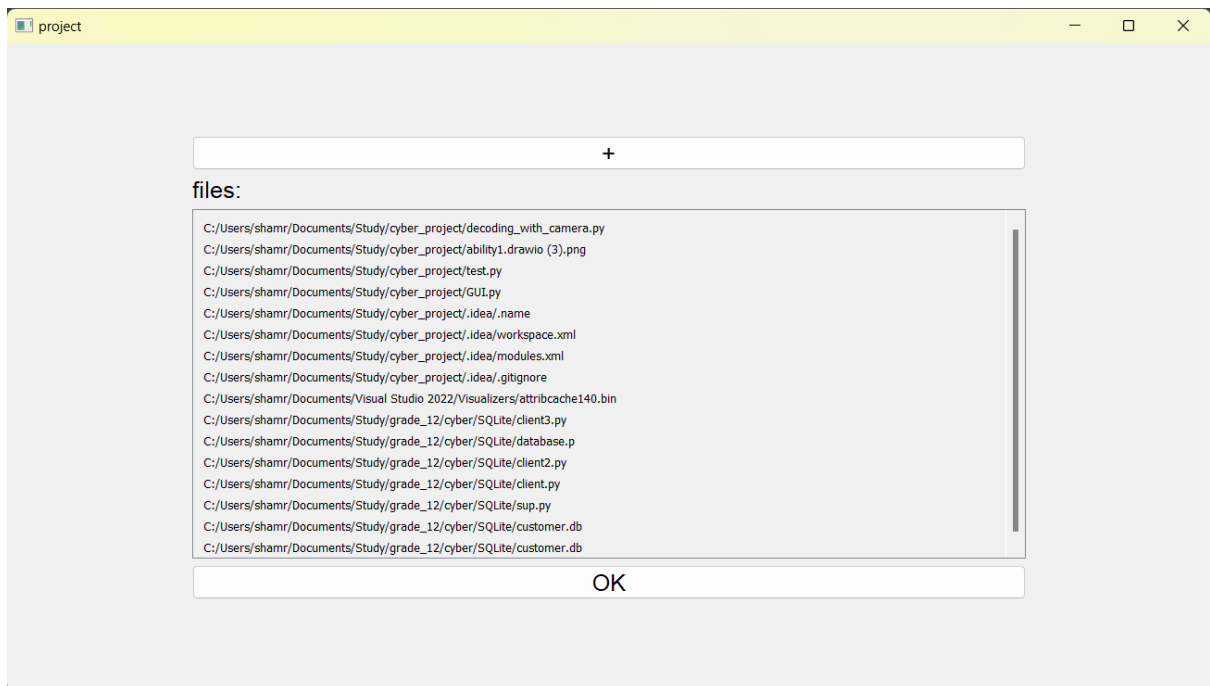 project
+
files:
C:/Users/shamr/Documents/Study/cyber_project/decoding_with_camera.py
C:/Users/shamr/Documents/Study/cyber_project/ability1.drawio (3).png
C:/Users/shamr/Documents/Study/cyber_project/test.py
C:/Users/shamr/Documents/Study/cyber_project/GUI.py
C:/Users/shamr/Documents/Study/cyber_project/.idea/.name
C:/Users/shamr/Documents/Study/cyber_project/.idea/workspace.xml
C:/Users/shamr/Documents/Study/cyber_project/.idea/modules.xml
C:/Users/shamr/Documents/Study/cyber_project/.idea/.gitignore
C:/Users/shamr/Documents/Visual Studio 2022/Visualizers/attribcache140.bin
C:/Users/shamr/Documents/Study/grade_12/cyber/SQLite/client3.py
C:/Users/shamr/Documents/Study/grade_12/cyber/SQLite/database.p
C:/Users/shamr/Documents/Study/grade_12/cyber/SQLite/client2.py
C:/Users/shamr/Documents/Study/grade_12/cyber/SQLite/client.py
C:/Users/shamr/Documents/Study/grade_12/cyber/SQLite/sup.py
C:/Users/shamr/Documents/Study/grade_12/cyber/SQLite/customer.db
C:/Users/shamr/Documents/Study/grade_12/cyber/SQLite/customer.db
OK